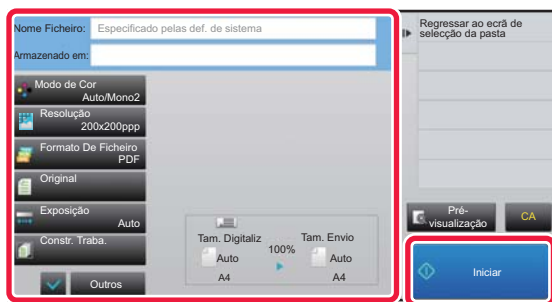 Nome Ficheiro: Especificado pelas def. de sistema
Armazenado em:
Modo de Cor
Auto/Mono2
Resolução
200x200ppp
Formato De Ficheiro
PDF
Original
Exposição
Auto
Constr. Traba.
Outros
Tam. Digitaliz
100%
Tam. Envio
Auto
Auto
A4
A4
Regressar ao ecrã de
selecção da pasta
Pré-
visualização
CA
Iniciar